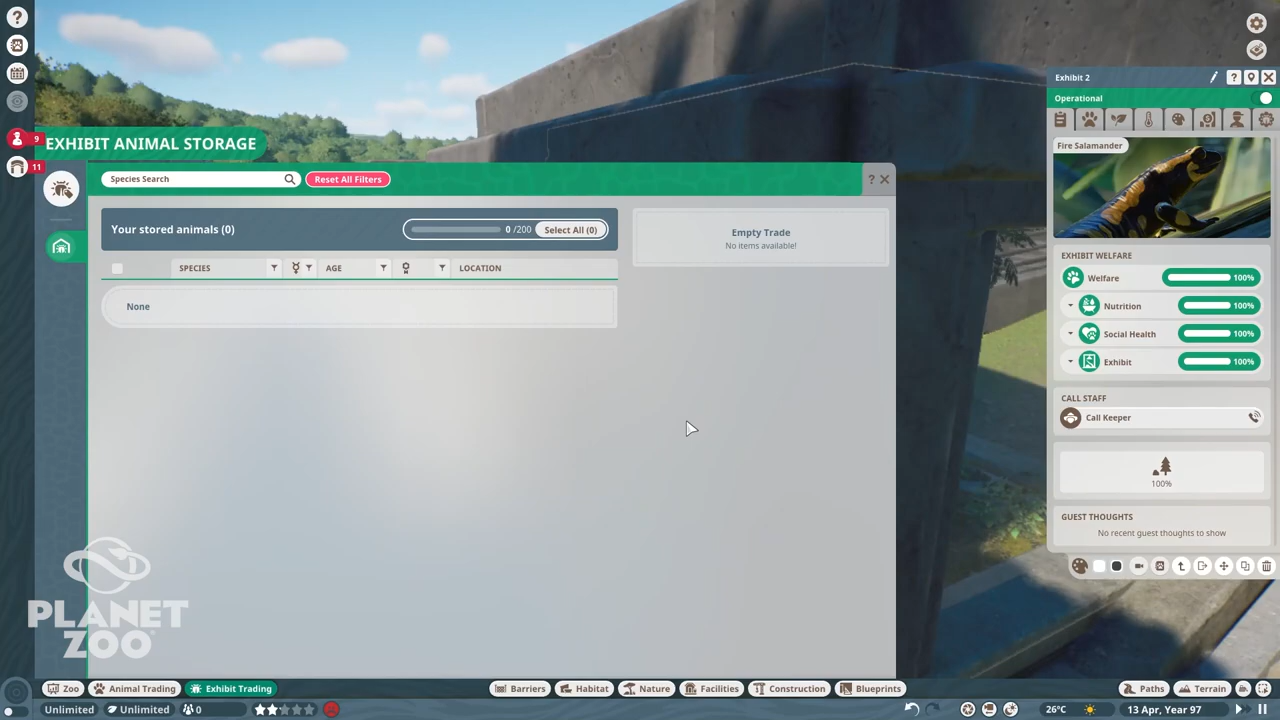 Exhibit 2
Operational
9
EXHIBIT ANIMAL STORAGE
Fire Salamander
11
Species Search
Reset All Filters
?
Your stored animals (0)
0 /200
Select All (0)
Empty Trade
No items available!
SPECIES
AGE
LOCATION
None
EXHIBIT WELFARE
Welfare
100%
Nutrition
100%
Social Health
100%
Exhibit
100%
CALL STAFF
Call Keeper
100%
GUEST THOUGHTS
No recent guest thoughts to show
PLANET
ZOO
Zoo
Animal Trading
Exhibit Trading
Barriers
Habitat
Nature
Facilities
Construction
Blueprints
Paths
Terrain
Unlimited
Unlimited
0
26°C
13 Apr, Year 97